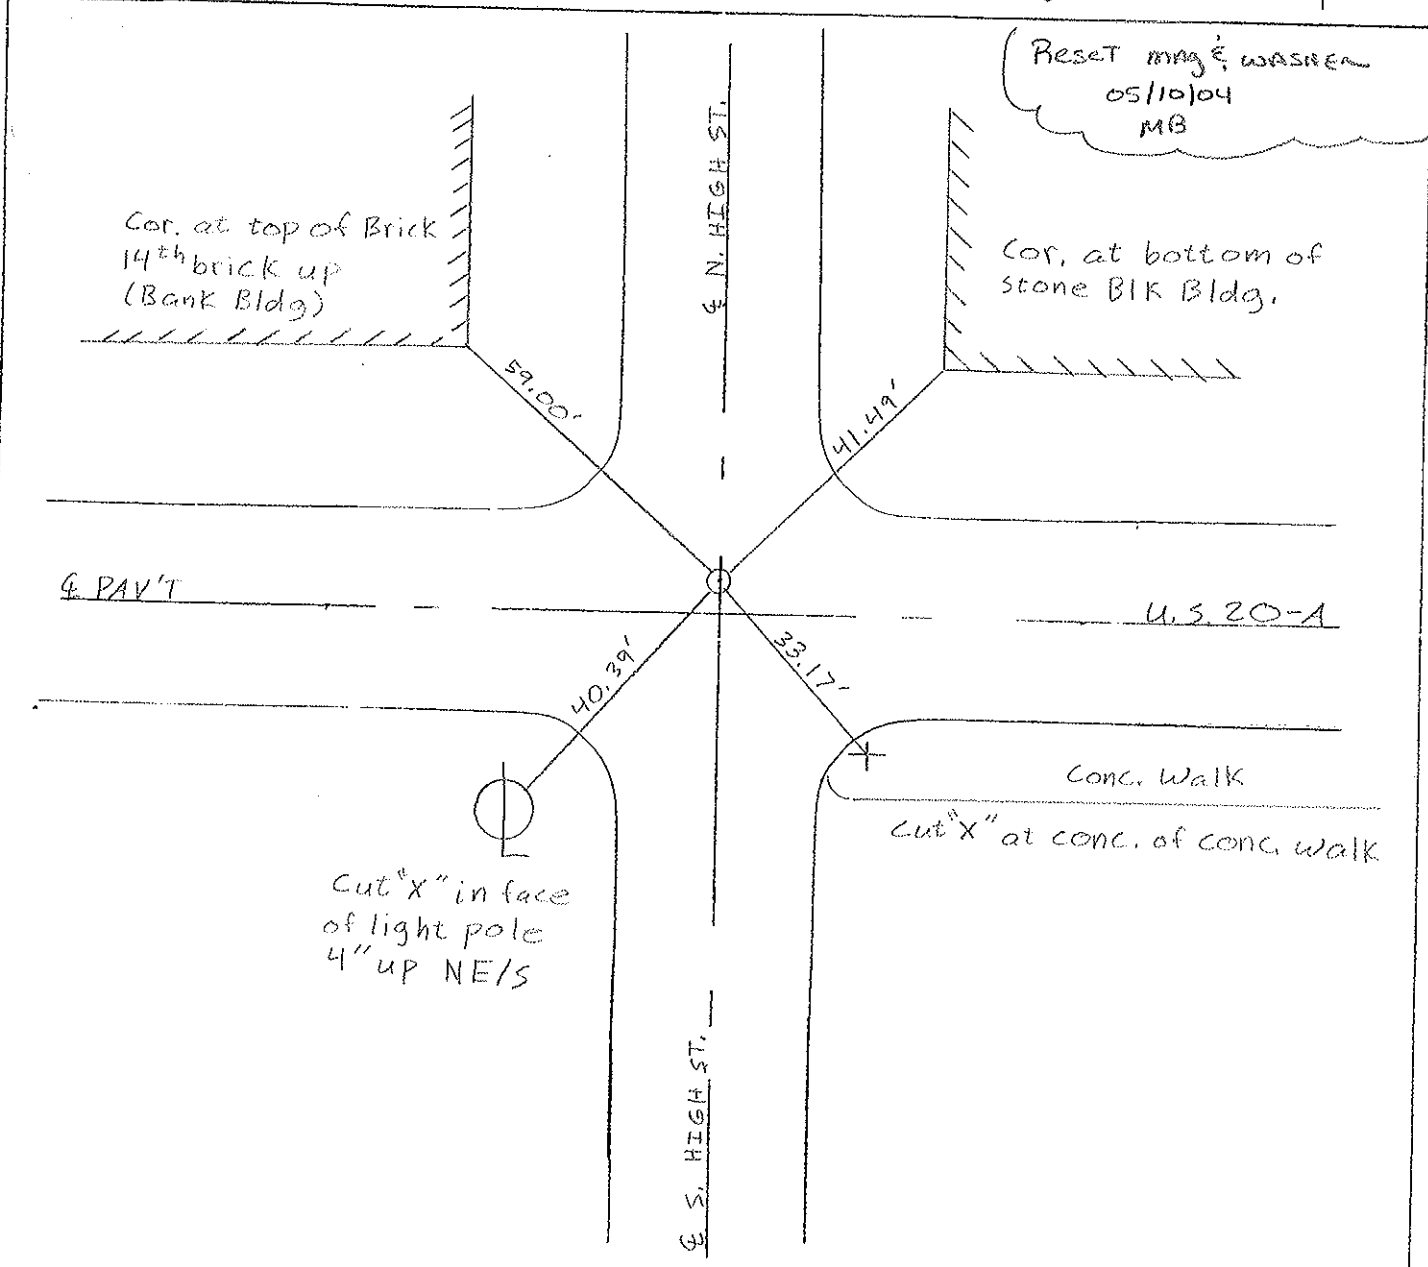 Reset mag & WASHER
05/10/04
MB
℄ N. HIGH ST.
Cor. at top of Brick
14th brick up
(Bank Bldg)
Cor. at bottom of
Stone Blk Bldg.
59.00'
41.49'
℄ PAV'T
U.S. 20-A
40.39'
33.17'
Conc. Walk
Cut "X" at conc. of conc. walk
Cut "X" in face
of light pole
4" up NE/S
℄ S. HIGH ST.